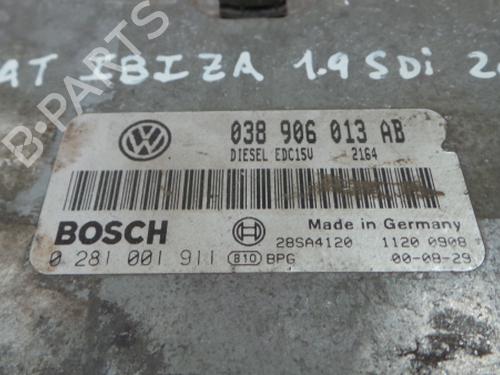 AT IBIZA 1.9 SDi 2
B-PARTS
038 906 013 AB
DIESEL EDC15V 2164
BOSCH
Made in Germany
28SA4120 1120 0908
0 281 001 911 B10 BPG 00-08-29